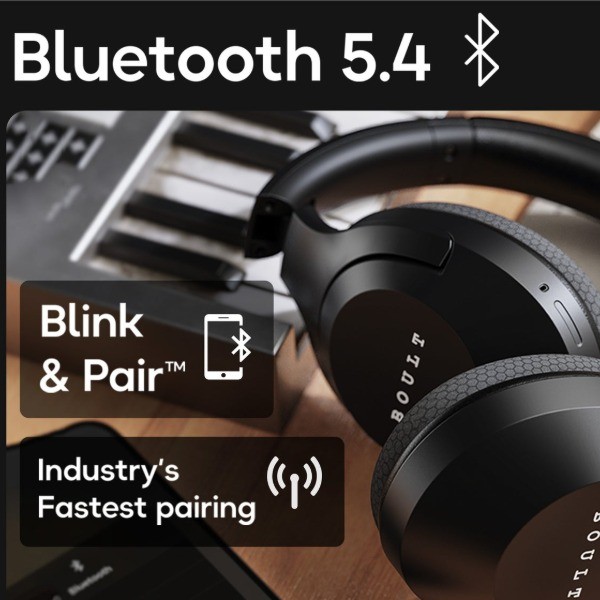 Bluetooth 5.4
Blink
& Pair™
Industry's
Fastest pairing
BOULT
BOULT
Bluetooth